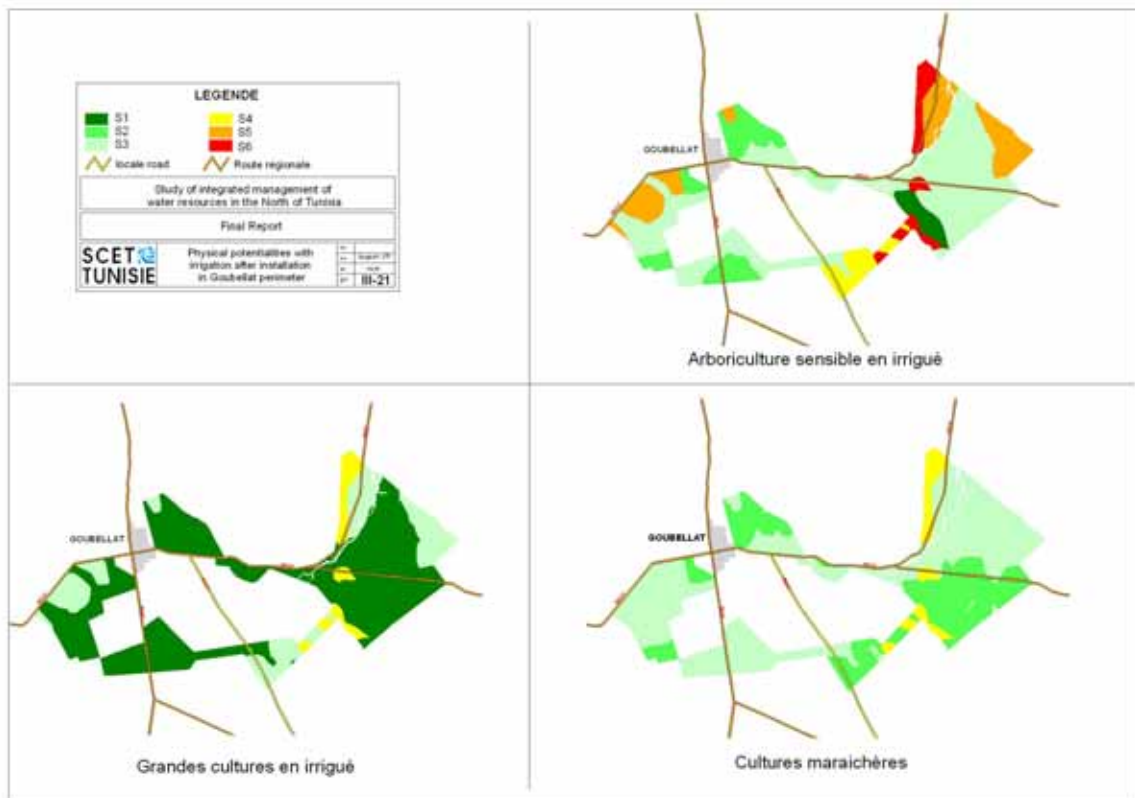 LEGENDE
S1
S2
S3
S4
S5
S6
locale road
Route regionale
Study of integrated management of
water resources in the North of Tunisia
Final Report
SCET
TUNISIE
Physical potentialities with
irrigation after installation
in Goubellat perimeter
III-21
GOUBELLAT
Arboriculture sensible en irrigué
GOUBELLAT
Grandes cultures en irrigué
GOUBELLAT
Cultures maraichères